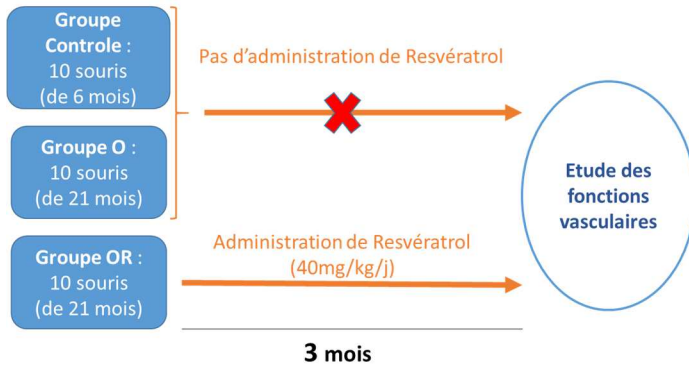 Groupe
Controle :
10 souris
(de 6 mois)
Pas d'administration de Resvératrol
Groupe O :
10 souris
(de 21 mois)
Etude des
fonctions
vasculaires
Groupe OR :
10 souris
(de 21 mois)
Administration de Resvératrol
(40mg/kg/j)
3 mois